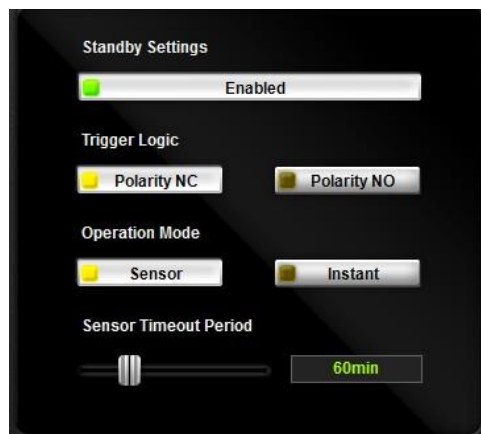 Standby Settings
Enabled
Trigger Logic
Polarity NC Polarity NO
Operation Mode
Sensor Instant
Sensor Timeout Period
60min